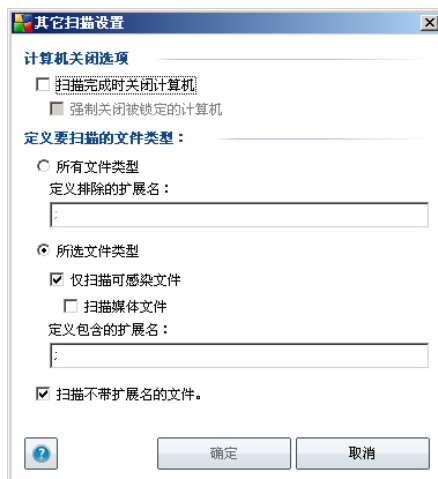 其它扫描设置
计算机关闭选项
扫描完成时关闭计算机
强制关闭被锁定的计算机
定义要扫描的文件类型：
所有文件类型
定义排除的扩展名：
;
所选文件类型
仅扫描可感染文件
扫描媒体文件
定义包含的扩展名：
;
扫描不带扩展名的文件。
?
确定
取消